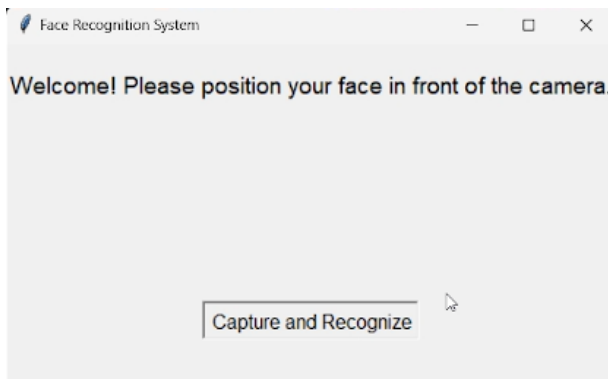 Face Recognition System
Welcome! Please position your face in front of the camera.
Capture and Recognize